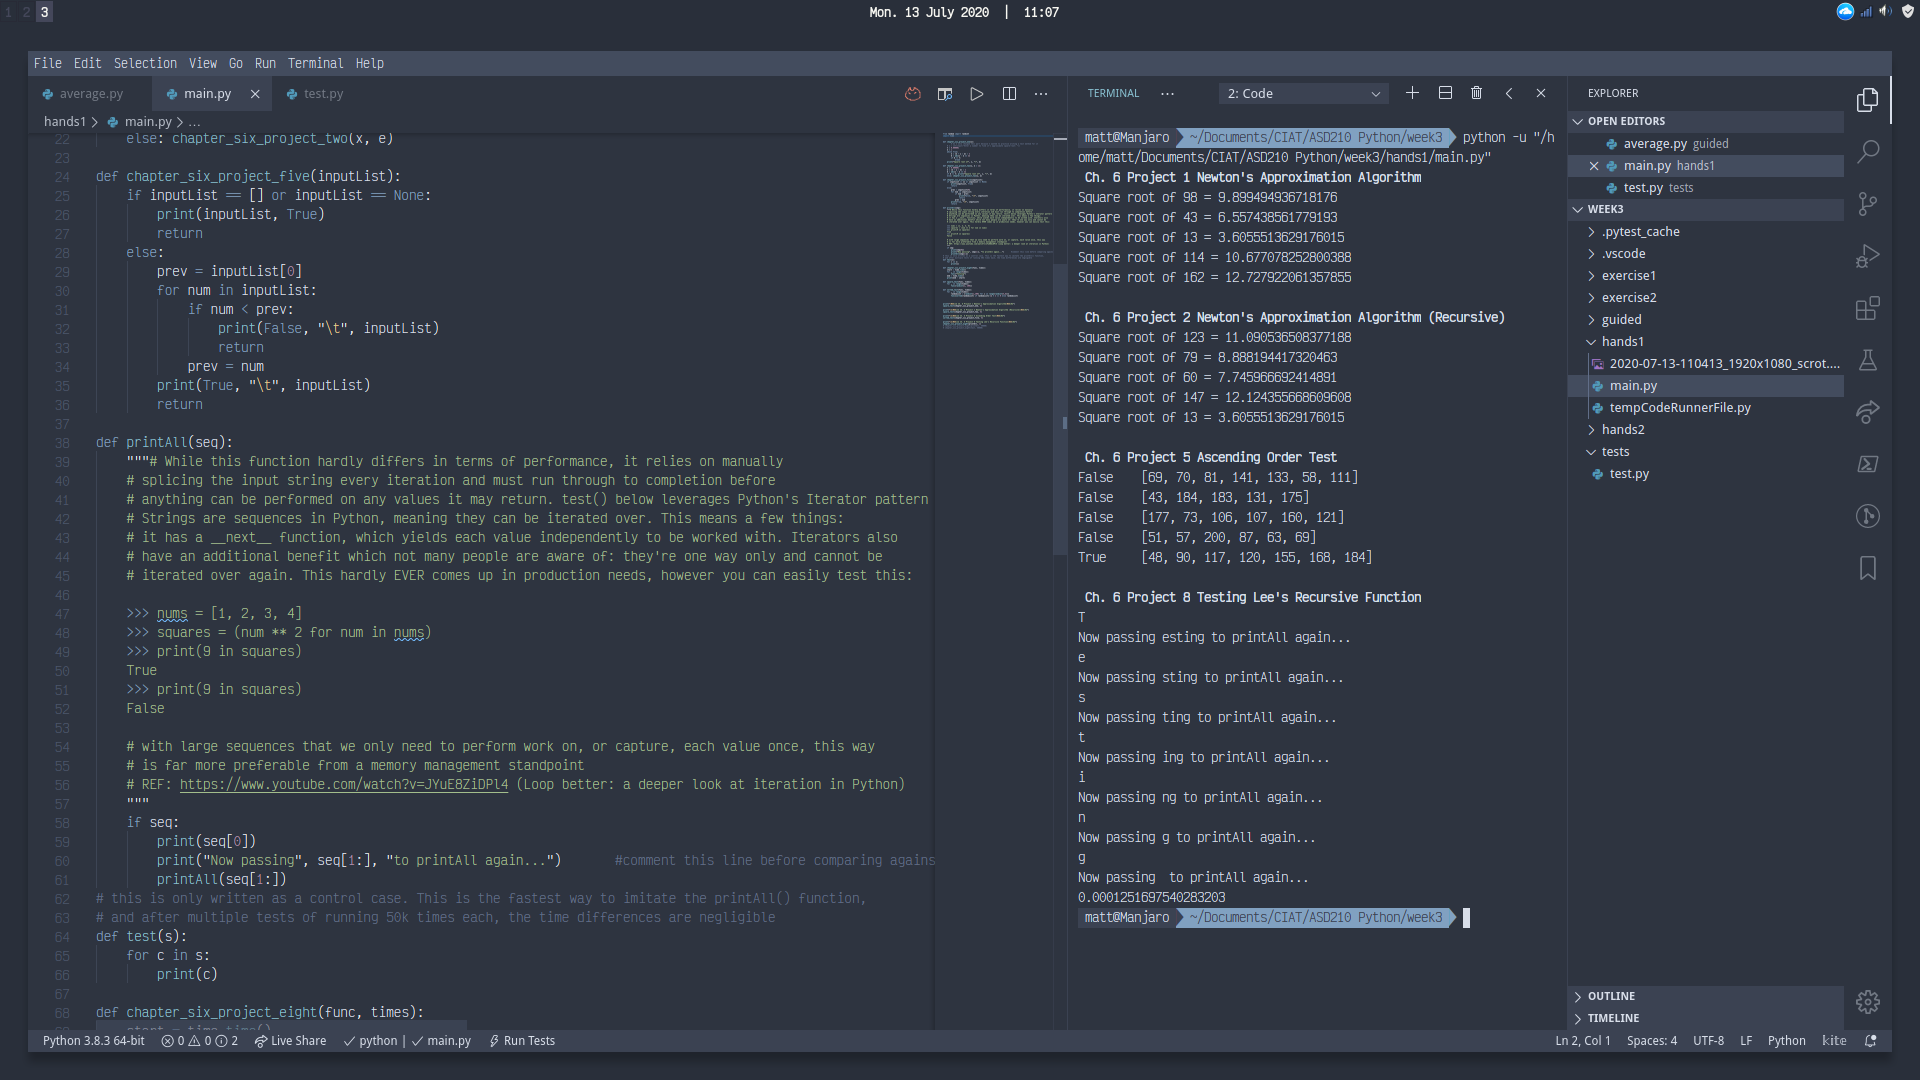 1 2 3
Mon. 13 July 2020 | 11:07
File Edit Selection View Go Run Terminal Help
average.py
main.py
test.py
hands1 > main.py > ...
22 else: chapter_six_project_two(x, e)
23
24 def chapter_six_project_five(inputList):
25 if inputList == [] or inputList == None:
26 print(inputList, True)
27 return
28 else:
29 prev = inputList[0]
30 for num in inputList:
31 if num < prev:
32 print(False, "\t", inputList)
33 return
34 prev = num
35 print(True, "\t", inputList)
36 return
37
38 def printAll(seq):
39 """# While this function hardly differs in terms of performance, it relies on manually
40 # splicing the input string every iteration and must run through to completion before
41 # anything can be performed on any values it may return. test() below leverages Python's Iterator pattern
42 # Strings are sequences in Python, meaning they can be iterated over. This means a few things:
43 # it has a __next__ function, which yields each value independently to be worked with. Iterators also
44 # have an additional benefit which not many people are aware of: they're one way only and cannot be
45 # iterated over again. This hardly EVER comes up in production needs, however you can easily test this:
46
47 >>> nums = [1, 2, 3, 4]
48 >>> squares = (num ** 2 for num in nums)
49 >>> print(9 in squares)
50 True
51 >>> print(9 in squares)
52 False
53
54 # with large sequences that we only need to perform work on, or capture, each value once, this way
55 # is far more preferable from a memory management standpoint
56 # REF: https://www.youtube.com/watch?v=JYuE8ZiDPl4 (Loop better: a deeper look at iteration in Python)
57 """
58 if seq:
59 print(seq[0])
60 print("Now passing", seq[1:], "to printAll again...") #comment this line before comparing agains
61 printAll(seq[1:])
62 # this is only written as a control case. This is the fastest way to imitate the printAll() function,
63 # and after multiple tests of running 50k times each, the time differences are negligible
64 def test(s):
65 for c in s:
66 print(c)
67
68 def chapter_six_project_eight(func, times):
TERMINAL
2: Code
matt@Manjaro ~/Documents/CIAT/ASD210 Python/week3 python -u "/h
ome/matt/Documents/CIAT/ASD210 Python/week3/hands1/main.py"
Ch. 6 Project 1 Newton's Approximation Algorithm
Square root of 98 = 9.899494936718176
Square root of 43 = 6.557438561779193
Square root of 13 = 3.6055513629176015
Square root of 114 = 10.677078252800388
Square root of 162 = 12.727922061357855
Ch. 6 Project 2 Newton's Approximation Algorithm (Recursive)
Square root of 123 = 11.090536508377188
Square root of 79 = 8.888194417320463
Square root of 60 = 7.745966692414891
Square root of 147 = 12.124355668609608
Square root of 13 = 3.6055513629176015
Ch. 6 Project 5 Ascending Order Test
False [69, 70, 81, 141, 133, 58, 111]
False [43, 184, 183, 131, 175]
False [177, 73, 106, 107, 160, 121]
False [51, 57, 200, 87, 63, 69]
True [48, 90, 117, 120, 155, 168, 184]
Ch. 6 Project 8 Testing Lee's Recursive Function
T
Now passing esting to printAll again...
e
Now passing sting to printAll again...
s
Now passing ting to printAll again...
t
Now passing ing to printAll again...
i
Now passing ng to printAll again...
n
Now passing g to printAll again...
g
Now passing  to printAll again...
0.0001251697540283203
matt@Manjaro ~/Documents/CIAT/ASD210 Python/week3
EXPLORER
OPEN EDITORS
average.py guided
main.py hands1
test.py tests
WEEK3
.pytest_cache
.vscode
exercise1
exercise2
guided
hands1
2020-07-13-110413_1920x1080_scrot....
main.py
tempCodeRunnerFile.py
hands2
tests
test.py
OUTLINE
TIMELINE
Python 3.8.3 64-bit 0 0 2 Live Share python | main.py Run Tests
Ln 2, Col 1 Spaces: 4 UTF-8 LF Python kite